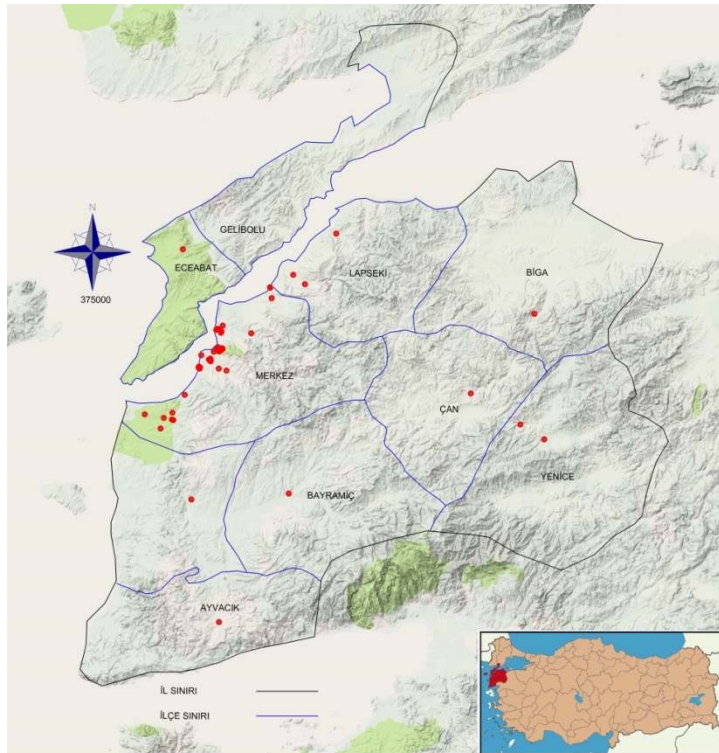 N
375000
GELİBOLU
ECEABAT
LAPSEKİ
BİGA
MERKEZ
ÇAN
YENİCE
BAYRAMİÇ
AYVACIK
İL SINIRI
İLÇE SINIRI